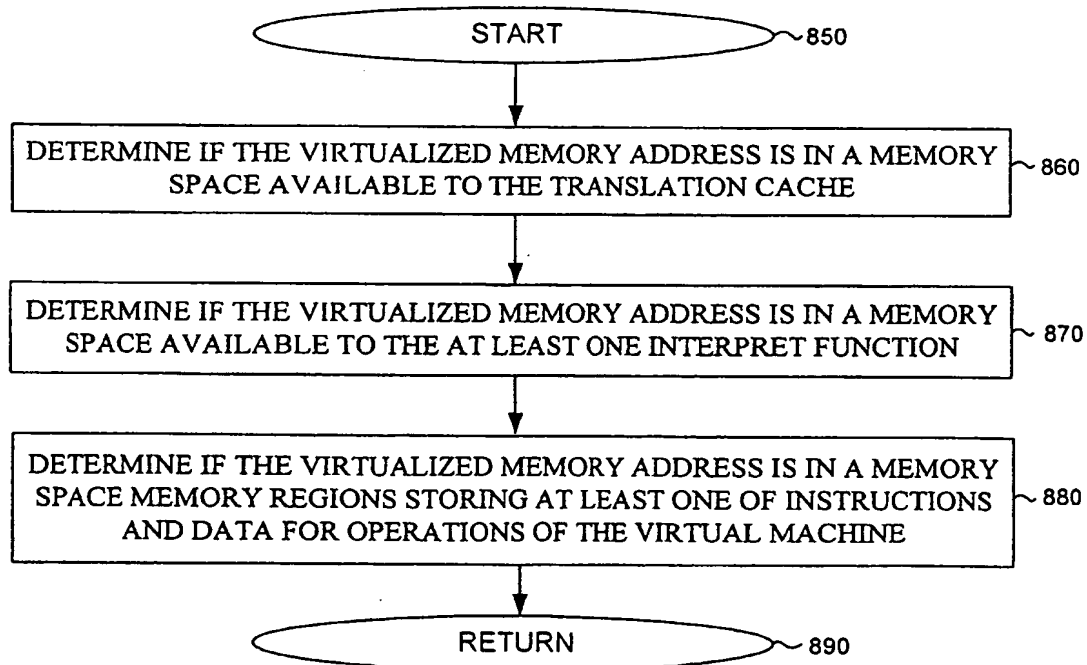 START
850
DETERMINE IF THE VIRTUALIZED MEMORY ADDRESS IS IN A MEMORY
SPACE AVAILABLE TO THE TRANSLATION CACHE
860
DETERMINE IF THE VIRTUALIZED MEMORY ADDRESS IS IN A MEMORY
SPACE AVAILABLE TO THE AT LEAST ONE INTERPRET FUNCTION
870
DETERMINE IF THE VIRTUALIZED MEMORY ADDRESS IS IN A MEMORY
SPACE MEMORY REGIONS STORING AT LEAST ONE OF INSTRUCTIONS
AND DATA FOR OPERATIONS OF THE VIRTUAL MACHINE
880
RETURN
890